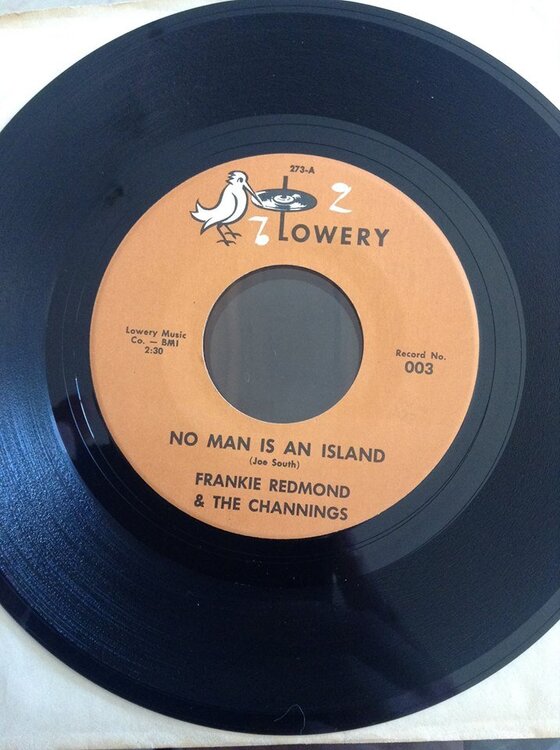 273-A
LOWERY
Lowery Music
Co. — BMI
2:30
Record No.
003
NO MAN IS AN ISLAND
(Joe South)
FRANKIE REDMOND
& THE CHANNINGS